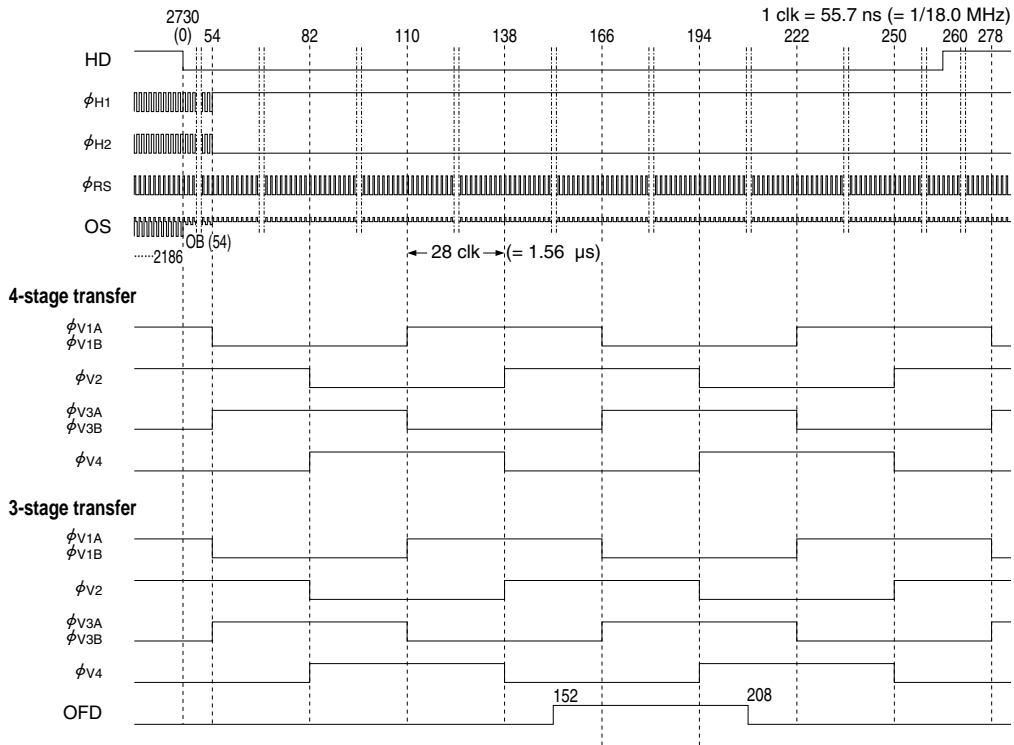 1 clk = 55.7 ns (= 1/18.0 MHz)
2730
(0) 54 82 110 138 166 194 222 250 260 278
HD
ϕH1
ϕH2
ϕRS
OS
OB (54)
······2186
28 clk (= 1.56 µs)
4-stage transfer
ϕV1A
ϕV1B
ϕV2
ϕV3A
ϕV3B
ϕV4
3-stage transfer
ϕV1A
ϕV1B
ϕV2
ϕV3A
ϕV3B
ϕV4
OFD 152 208